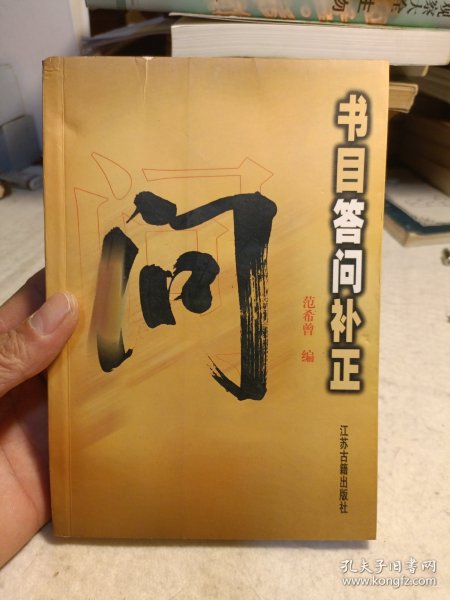 书目答问补正
问
范希曾 编
江苏古籍出版社
孔夫子旧书网
www.kongfz.com